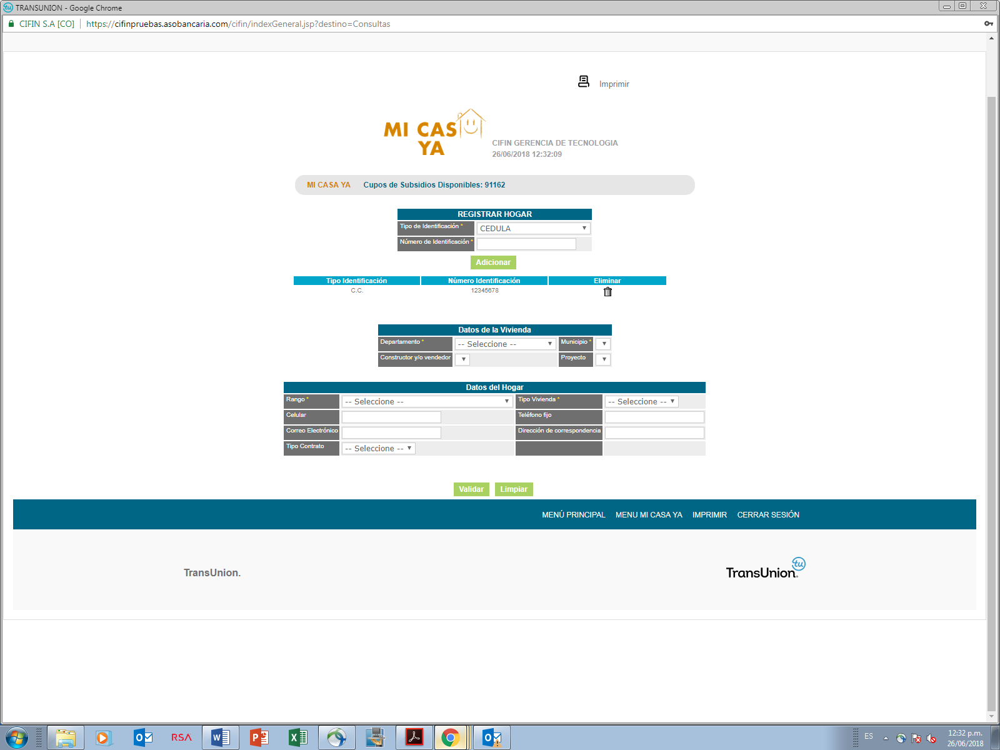 TRANSUNION - Google Chrome
CIFIN S.A [CO] https://cifinpruebas.asobancaria.com/cifin/indexGeneral.jsp?destino=Consultas
Imprimir
MI CASA
YA
CIFIN GERENCIA DE TECNOLOGIA
26/06/2018 12:32:09
MI CASA YA Cupos de Subsidios Disponibles: 91162
REGISTRAR HOGAR
Tipo de Identificación * CEDULA
Número de Identificación *
Adicionar
Tipo Identificación Número Identificación Eliminar
C.C. 12345678
Datos de la Vivienda
Departamento * -- Seleccione -- Municipio *
Constructor y/o vendedor Proyecto
Datos del Hogar
Rango * -- Seleccione -- Tipo Vivienda * -- Seleccione --
Celular Teléfono fijo
Correo Electrónico Dirección de correspondencia
Tipo Contrato -- Seleccione --
Validar Limpiar
MENÚ PRINCIPAL MENU MI CASA YA IMPRIMIR CERRAR SESIÓN
TransUnion. TransUnion. tu
RSA ES 12:32 p.m.
26/06/2018